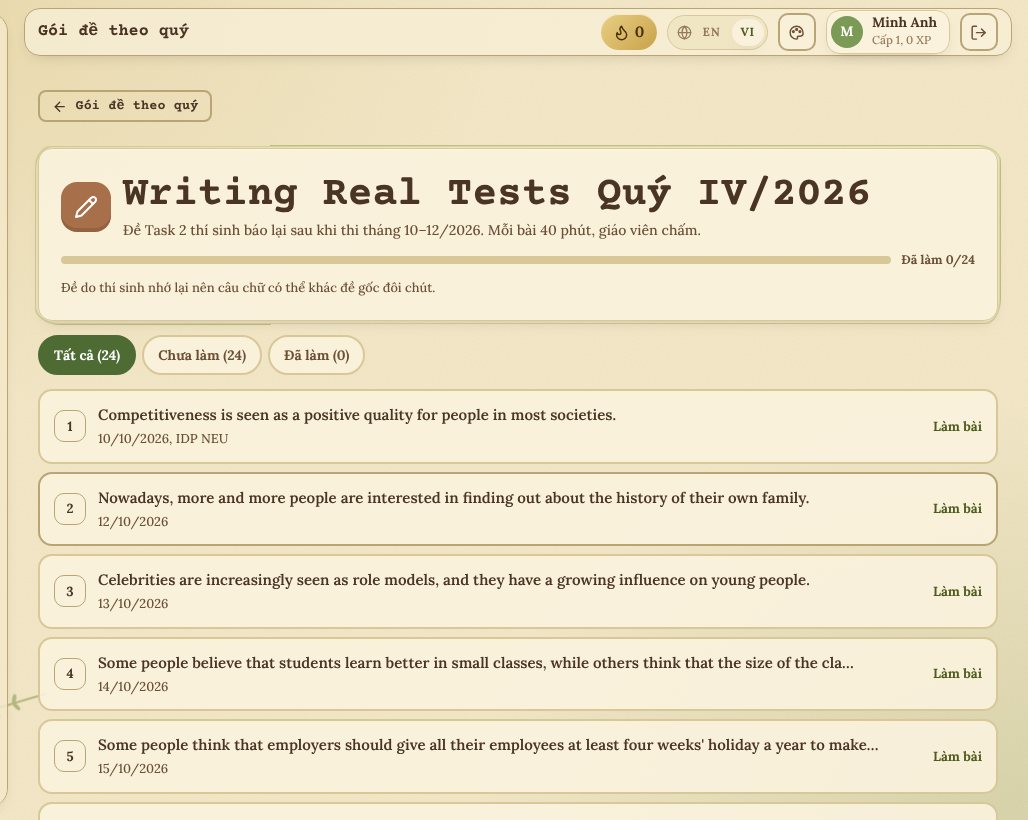 Gói đề theo quý
0
EN
VI
M
Minh Anh
Cấp 1, 0 XP
Gói đề theo quý
Writing Real Tests Quý IV/2026
Đề Task 2 thí sinh báo lại sau khi thi tháng 10–12/2026. Mỗi bài 40 phút, giáo viên chấm.
Đã làm 0/24
Đề do thí sinh nhớ lại nên câu chữ có thể khác đề gốc đôi chút.
Tất cả (24)
Chưa làm (24)
Đã làm (0)
1
Competitiveness is seen as a positive quality for people in most societies.
10/10/2026, IDP NEU
Làm bài
2
Nowadays, more and more people are interested in finding out about the history of their own family.
12/10/2026
Làm bài
3
Celebrities are increasingly seen as role models, and they have a growing influence on young people.
13/10/2026
Làm bài
4
Some people believe that students learn better in small classes, while others think that the size of the cla...
14/10/2026
Làm bài
5
Some people think that employers should give all their employees at least four weeks' holiday a year to make...
15/10/2026
Làm bài